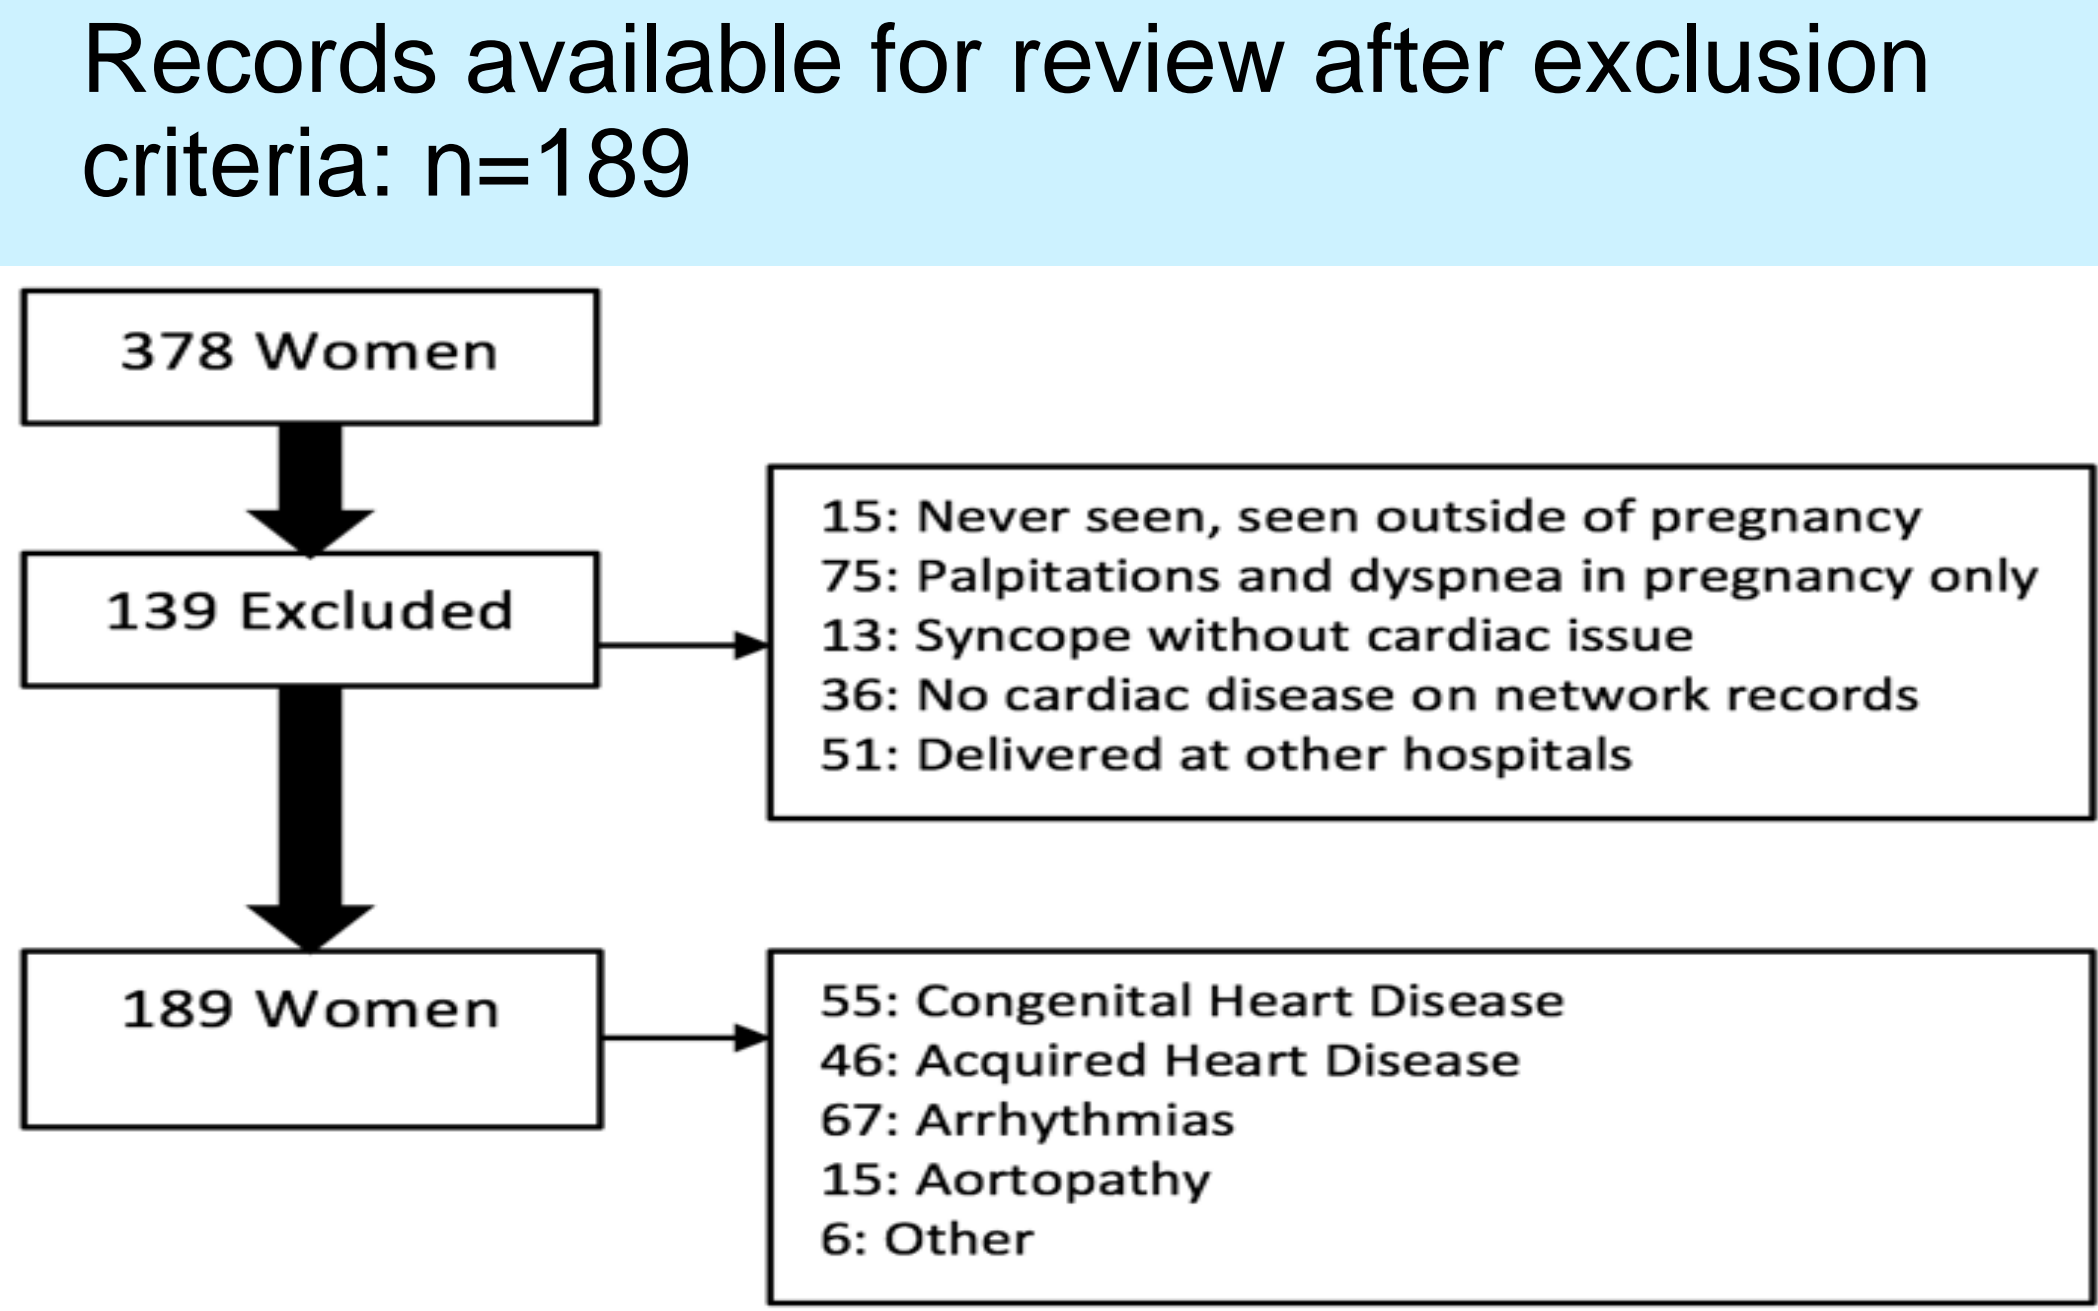 Records available for review after exclusion
criteria: n=189
378 Women
139 Excluded
15: Never seen, seen outside of pregnancy
75: Palpitations and dyspnea in pregnancy only
13: Syncope without cardiac issue
36: No cardiac disease on network records
51: Delivered at other hospitals
189 Women
55: Congenital Heart Disease
46: Acquired Heart Disease
67: Arrhythmias
15: Aortopathy
6: Other